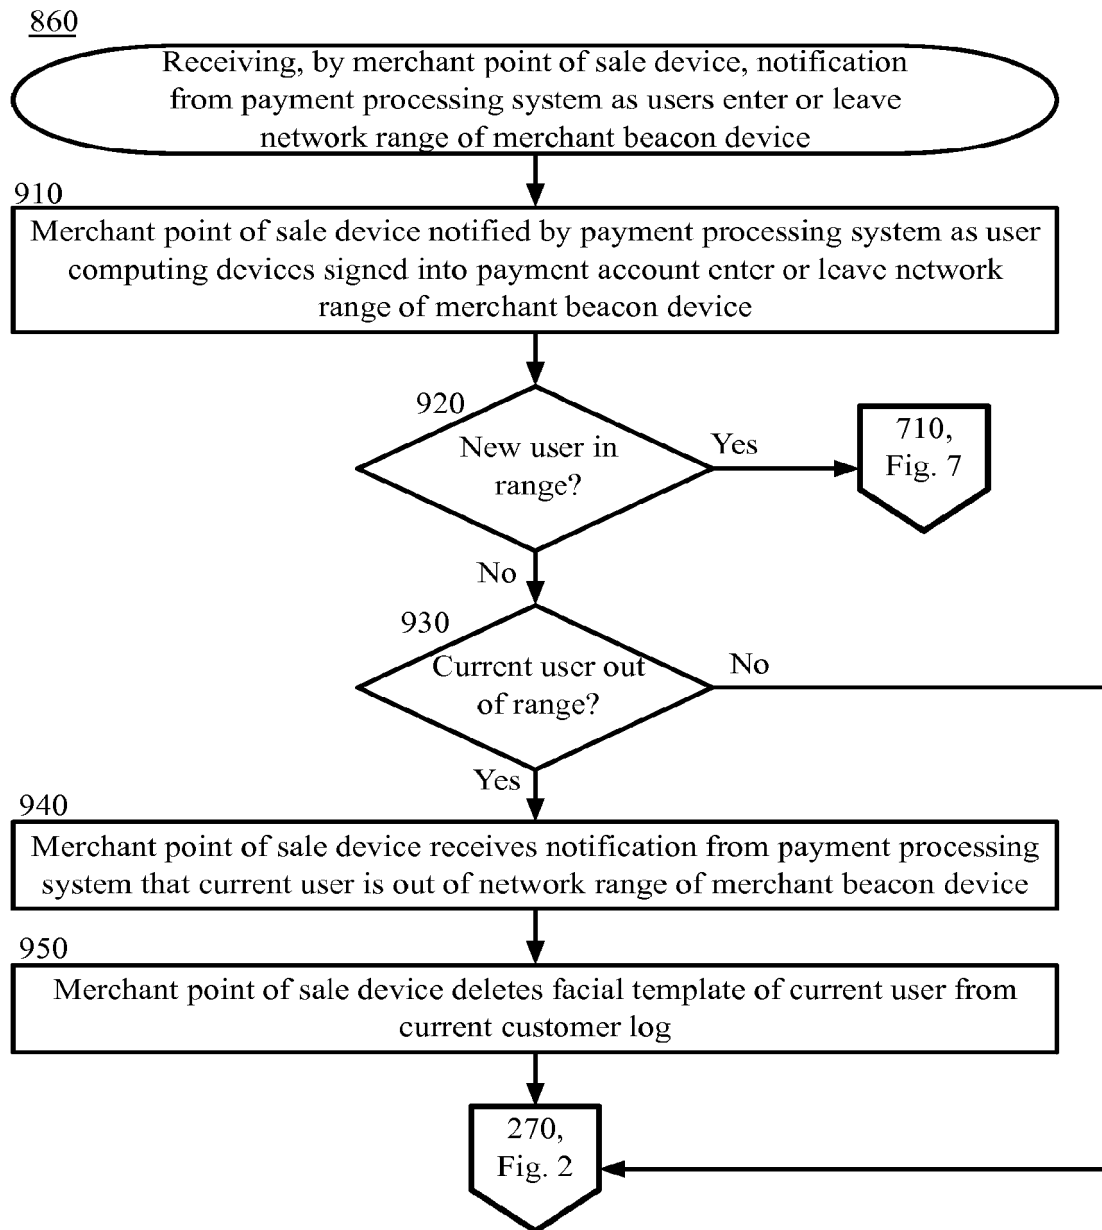 860
Receiving, by merchant point of sale device, notification
from payment processing system as users enter or leave
network range of merchant beacon device
910
Merchant point of sale device notified by payment processing system as user
computing devices signed into payment account enter or leave network
range of merchant beacon device
920
New user in
range?
Yes
710,
Fig. 7
No
930
Current user out
of range?
No
Yes
940
Merchant point of sale device receives notification from payment processing
system that current user is out of network range of merchant beacon device
950
Merchant point of sale device deletes facial template of current user from
current customer log
270,
Fig. 2